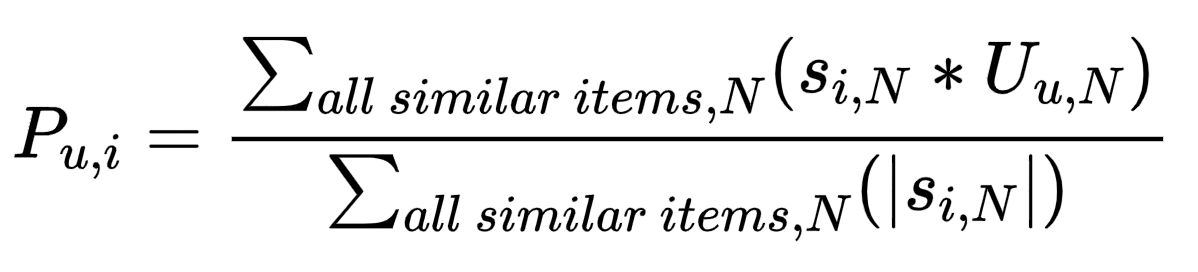 P_{u,i} = \frac{\sum_{all\ similar\ items,N}(s_{i,N} * U_{u,N})}{\sum_{all\ similar\ items,N}(|s_{i,N}|)}